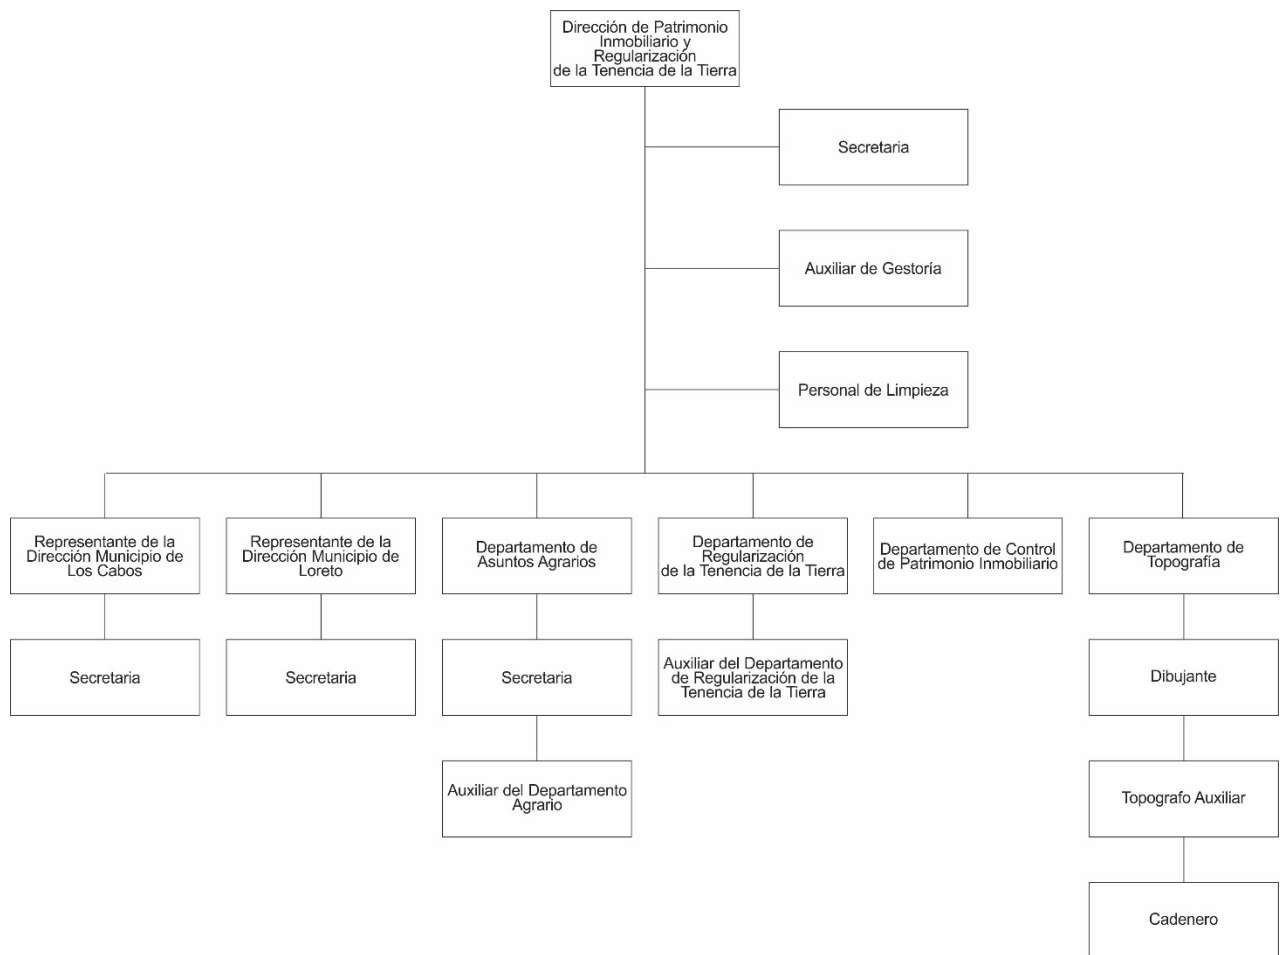 Dirección de Patrimonio
Inmobiliario y
Regularización
de la Tenencia de la Tierra
Secretaria
Auxiliar de Gestoría
Personal de Limpieza
Representante de la
Dirección Municipio de
Los Cabos
Representante de la
Dirección Municipio de
Loreto
Departamento de
Asuntos Agrarios
Departamento de
Regularización
de la Tenencia de la Tierra
Departamento de Control
de Patrimonio Inmobiliario
Departamento de
Topografía
Secretaria
Secretaria
Secretaria
Auxiliar del Departamento
de Regularización de la
Tenencia de la Tierra
Dibujante
Auxiliar del Departamento
Agrario
Topografo Auxiliar
Cadenero